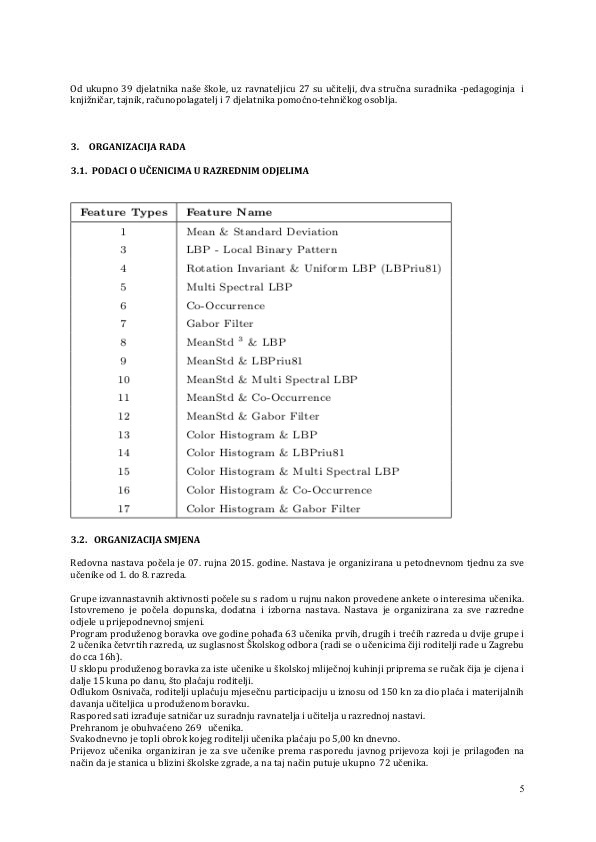 Od ukupno 39 djelatnika naše škole, uz ravnateljicu 27 su učitelji, dva stručna suradnika -pedagoginja i
knjižničar, tajnik, računopolagatelj i 7 djelatnika pomoćno-tehničkog osoblja.
3. ORGANIZACIJA RADA
3.1. PODACI O UČENICIMA U RAZREDNIM ODJELIMA
Feature Types Feature Name
1 Mean & Standard Deviation
3 LBP - Local Binary Pattern
4 Rotation Invariant & Uniform LBP (LBPriu81)
5 Multi Spectral LBP
6 Co-Occurrence
7 Gabor Filter
8 MeanStd ³ & LBP
9 MeanStd & LBPriu81
10 MeanStd & Multi Spectral LBP
11 MeanStd & Co-Occurrence
12 MeanStd & Gabor Filter
13 Color Histogram & LBP
14 Color Histogram & LBPriu81
15 Color Histogram & Multi Spectral LBP
16 Color Histogram & Co-Occurrence
17 Color Histogram & Gabor Filter
3.2. ORGANIZACIJA SMJENA
Redovna nastava počela je 07. rujna 2015. godine. Nastava je organizirana u petodnevnom tjednu za sve
učenike od 1. do 8. razreda.
Grupe izvannastavnih aktivnosti počele su s radom u rujnu nakon provedene ankete o interesima učenika.
Istovremeno je počela dopunska, dodatna i izborna nastava. Nastava je organizirana za sve razredne
odjele u prijepodnevnoj smjeni.
Program produženog boravka ove godine pohađa 63 učenika prvih, drugih i trećih razreda u dvije grupe i
2 učenika četvrtih razreda, uz suglasnost Školskog odbora (radi se o učenicima čiji roditelji rade u Zagrebu
do cca 16h).
U sklopu produženog boravka za iste učenike u školskoj mliječnoj kuhinji priprema se ručak čija je cijena i
dalje 15 kuna po danu, što plaćaju roditelji.
Odlukom Osnivača, roditelji uplaćuju mjesečnu participaciju u iznosu od 150 kn za dio plaća i materijalnih
davanja učiteljica u produženom boravku.
Raspored sati izrađuje satničar uz suradnju ravnatelja i učitelja u razrednoj nastavi.
Prehranom je obuhvaćeno 269 učenika.
Svakodnevno je topli obrok kojeg roditelji učenika plaćaju po 5,00 kn dnevno.
Prijevoz učenika organiziran je za sve učenike prema rasporedu javnog prijevoza koji je prilagođen na
način da je stanica u blizini školske zgrade, a na taj način putuje ukupno 72 učenika.
5